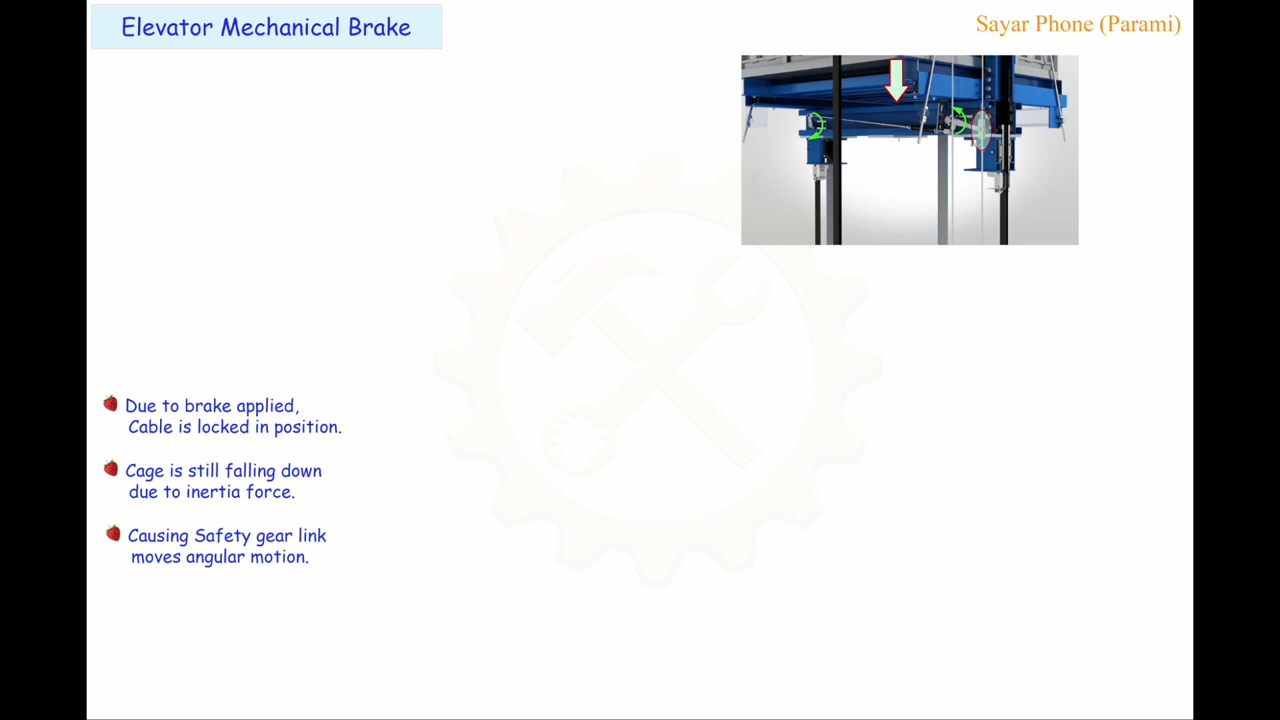 Elevator Mechanical Brake
Sayar Phone (Parami)
Due to brake applied,
Cable is locked in position.
Cage is still falling down
due to inertia force.
Causing Safety gear link
moves angular motion.